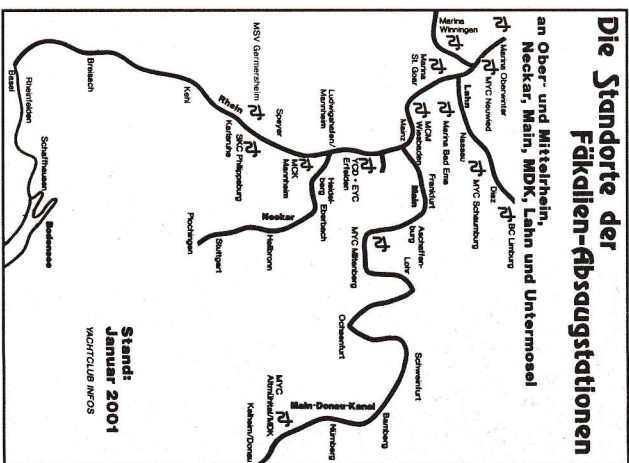 Die Standorte der
Fäkalien-Absaugstationen
an Ober- und Mittelrhein,
Neckar, Main, MDK, Lahn und Untermosel
Marina
Winningen
Marina Oberwinter
MYC Neuwied
Marina
St. Goar
Lahn
Nassau
Diez
BC Limburg
MYC Schaumburg
Marina Bad Ems
MCM
Wiesbaden
Mainz
Frankfurt
Main
Aschaffen-
burg
Lohr
MYC Miltenberg
Ochsenfurt
Schweinfurt
Bamberg
Main-Donau-Kanal
Nürnberg
MYC
Altmühltal/MDK
Kelheim/Donau
YCD + EYC
Erfelden
Ludwigshafen/
Mannheim
MCK
Mannheim
Heidel-
berg
Eberbach
Neckar
Heilbronn
Stuttgart
Plochingen
Speyer
MSV Germersheim
Rhein
SRC Philippsburg
Karlsruhe
Kehl
Breisach
Basel
Rheinfelden
Schaffhausen
Bodensee
Stand:
Januar 2001
YACHTCLUB INFOS